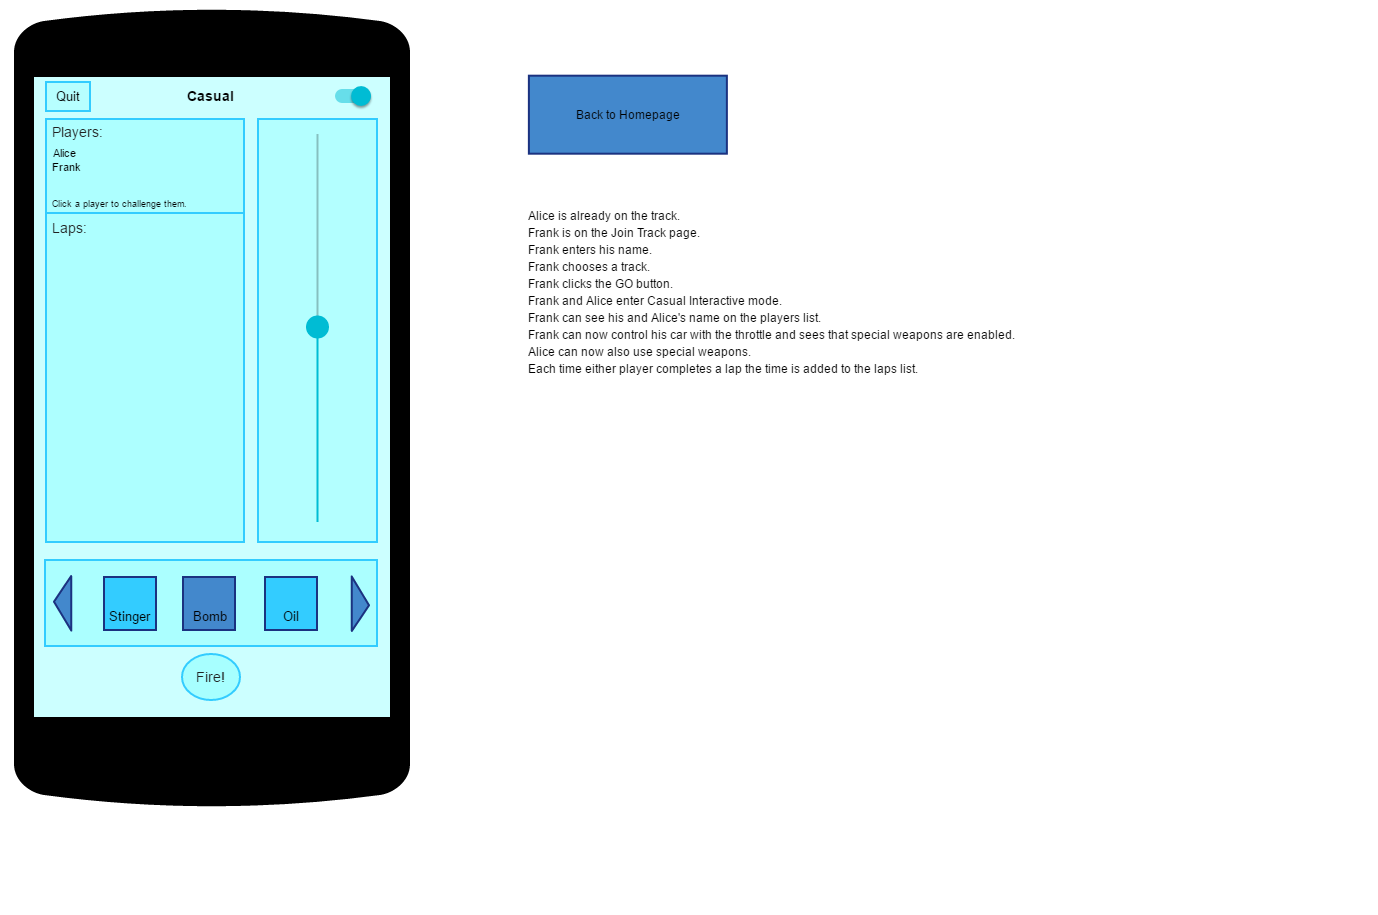 Quit
Casual
Players:
Alice
Frank
Click a player to challenge them.
Laps:
Stinger
Bomb
Oil
Fire!
Back to Homepage
Alice is already on the track.
Frank is on the Join Track page.
Frank enters his name.
Frank chooses a track.
Frank clicks the GO button.
Frank and Alice enter Casual Interactive mode.
Frank can see his and Alice's name on the players list.
Frank can now control his car with the throttle and sees that special weapons are enabled.
Alice can now also use special weapons.
Each time either player completes a lap the time is added to the laps list.